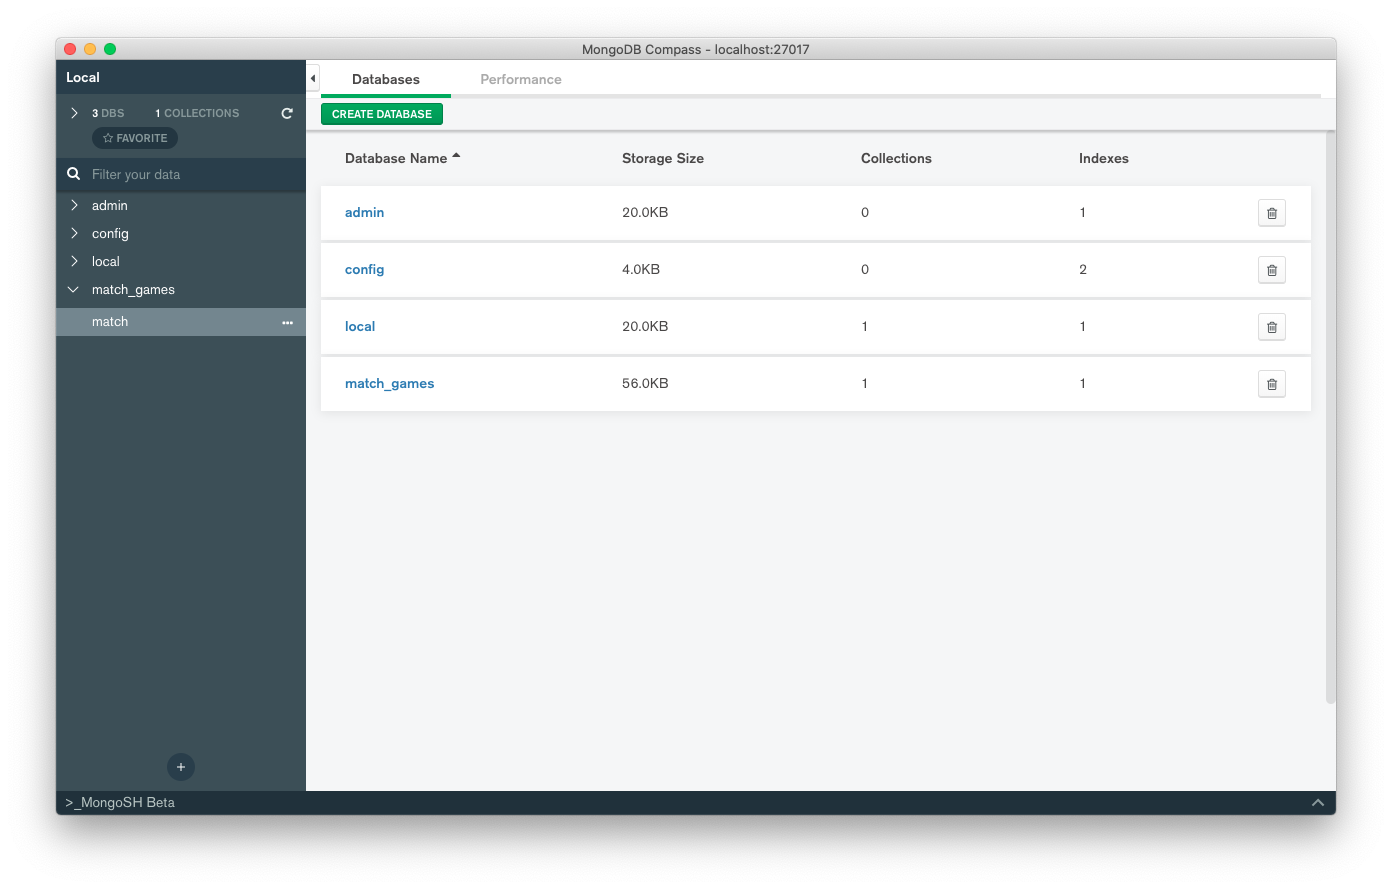 MongoDB Compass - localhost:27017
Local
3 DBS 1 COLLECTIONS
FAVORITE
Filter your data
admin
config
local
match_games
match
Databases Performance
CREATE DATABASE
Database Name Storage Size Collections Indexes
admin 20.0KB 0 1
config 4.0KB 0 2
local 20.0KB 1 1
match_games 56.0KB 1 1
>_MongoSH Beta